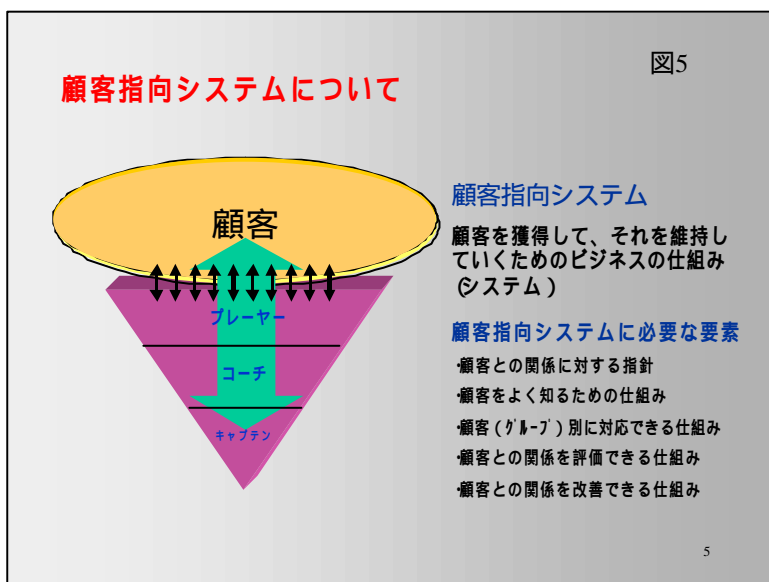 図5
顧客指向システムについて
顧客
プレーヤー
コーチ
キャプテン
顧客指向システム
顧客を獲得して、それを維持し
ていくためのビジネスの仕組み
(システム)
顧客指向システムに必要な要素
・顧客との関係に対する指針
・顧客をよく知るための仕組み
・顧客(グループ)別に対応できる仕組み
・顧客との関係を評価できる仕組み
・顧客との関係を改善できる仕組み
5